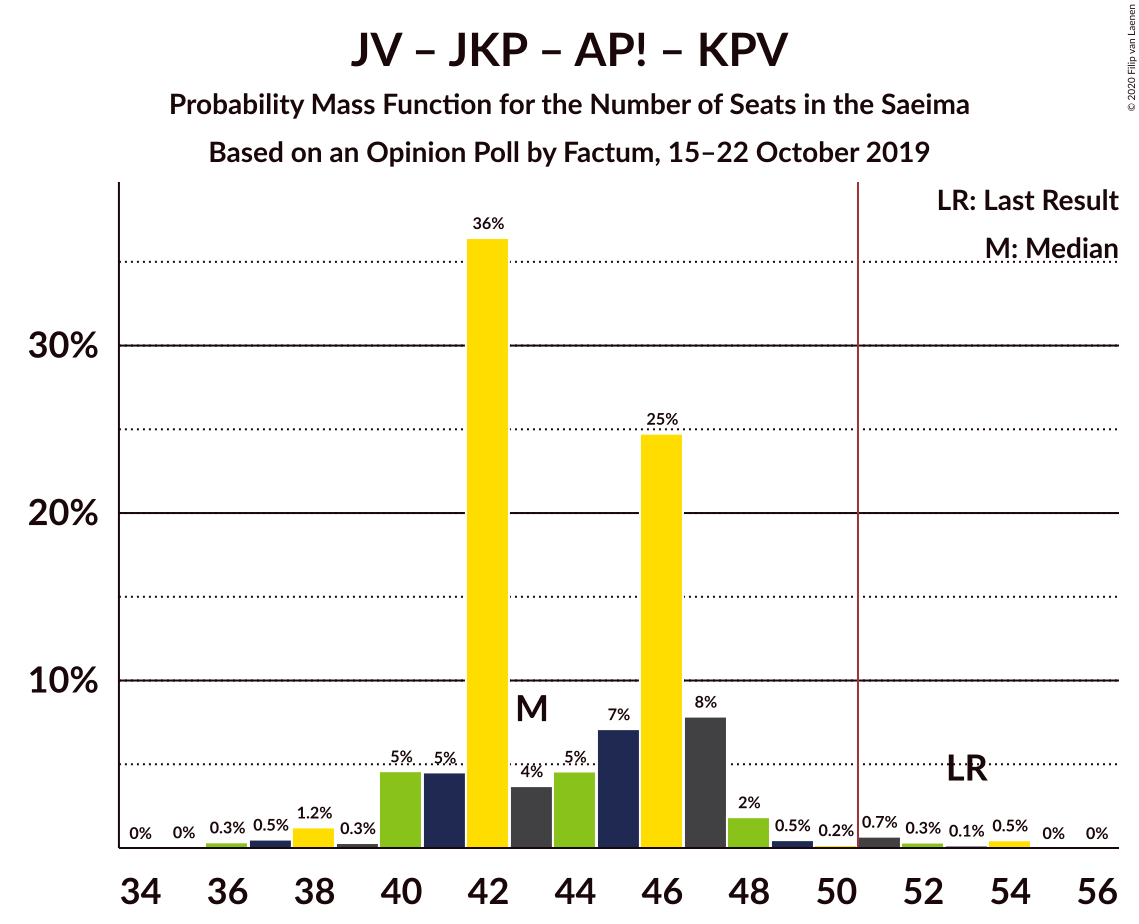 JV – JKP – AP! – KPV
Probability Mass Function for the Number of Seats in the Saeima
Based on an Opinion Poll by Factum, 15–22 October 2019
© 2020 Filip van Laenen
LR: Last Result
M: Median
36%
30%
25%
20%
10%
M
8%
7%
LR
5%
5%
4%
5%
0%
0%
0.3%
0.5%
1.2%
0.3%
2%
0.5%
0.2%
0.7%
0.3%
0.1%
0.5%
0%
0%
34 36 38 40 42 44 46 48 50 52 54 56